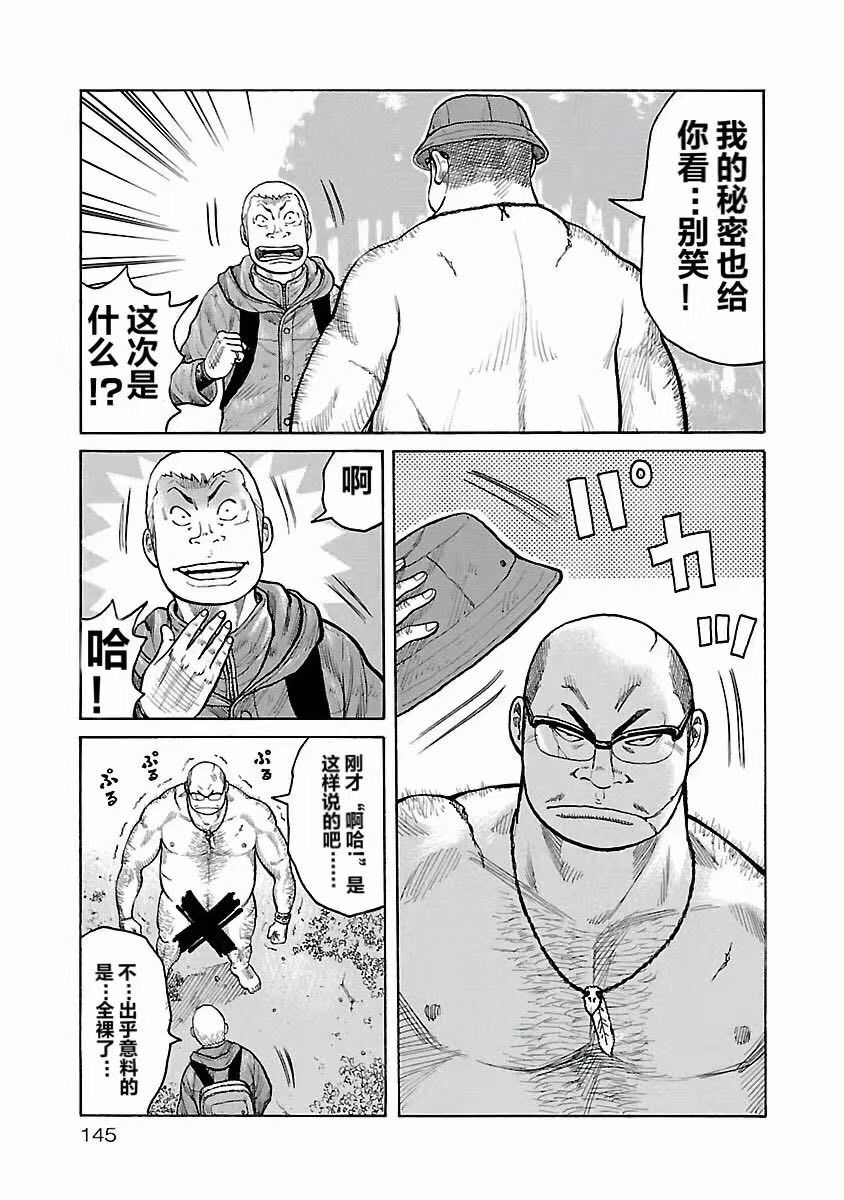 我的秘密也给
你看…别笑！
这次是
什么!?
パカッ
啊
哈！
刚才“啊哈!”是
这样说的吧……
ぷる
ぷる
ぷる
ぷる
不…出乎意料的
是…全裸了…
145